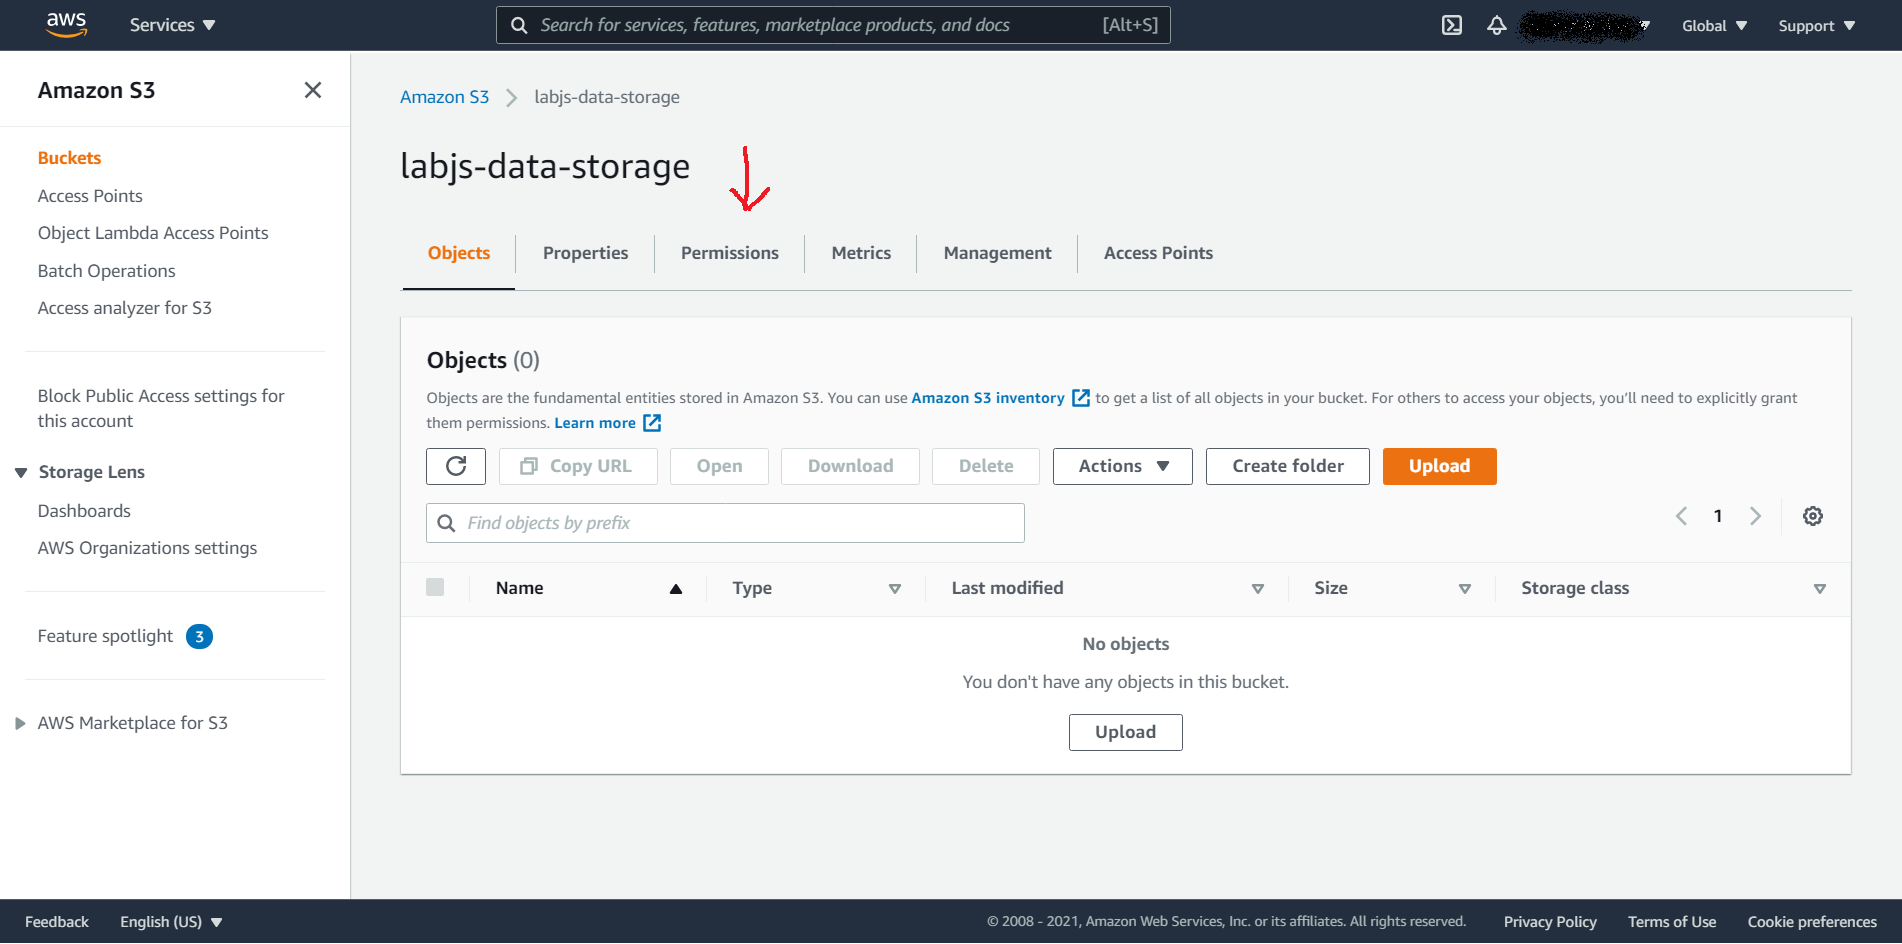 aws Services Search for services, features, marketplace products, and docs [Alt+S] Global Support
Amazon S3
Buckets
Access Points
Object Lambda Access Points
Batch Operations
Access analyzer for S3
Block Public Access settings for
this account
Storage Lens
Dashboards
AWS Organizations settings
Feature spotlight 3
AWS Marketplace for S3
Amazon S3 labjs-data-storage
labjs-data-storage
Objects Properties Permissions Metrics Management Access Points
Objects (0)
Objects are the fundamental entities stored in Amazon S3. You can use Amazon S3 inventory to get a list of all objects in your bucket. For others to access your objects, you’ll need to explicitly grant
them permissions. Learn more
Copy URL Open Download Delete Actions Create folder Upload
Find objects by prefix 1
Name Type Last modified Size Storage class
No objects
You don't have any objects in this bucket.
Upload
Feedback English (US) © 2008 - 2021, Amazon Web Services, Inc. or its affiliates. All rights reserved. Privacy Policy Terms of Use Cookie preferences